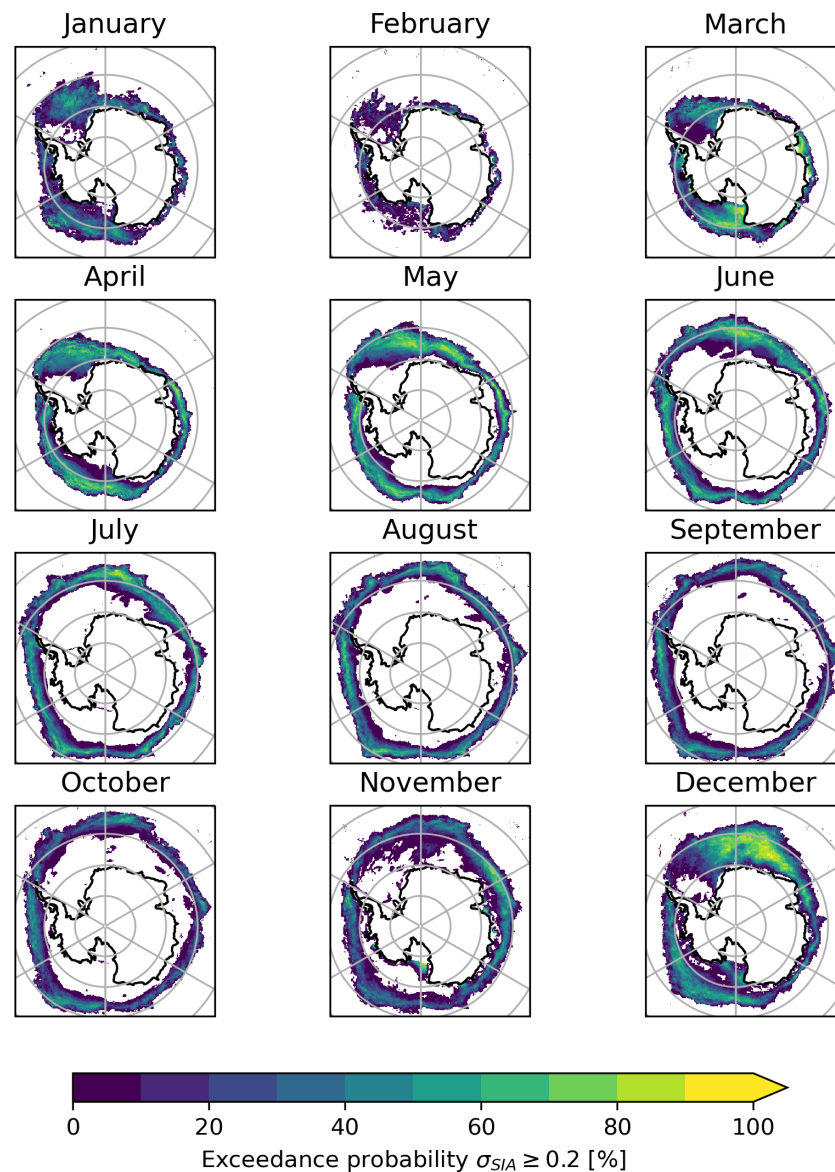 January February March
April May June
July August September
October November December
0 20 40 60 80 100
Exceedance probability σ_SIA ≥ 0.2 [%]